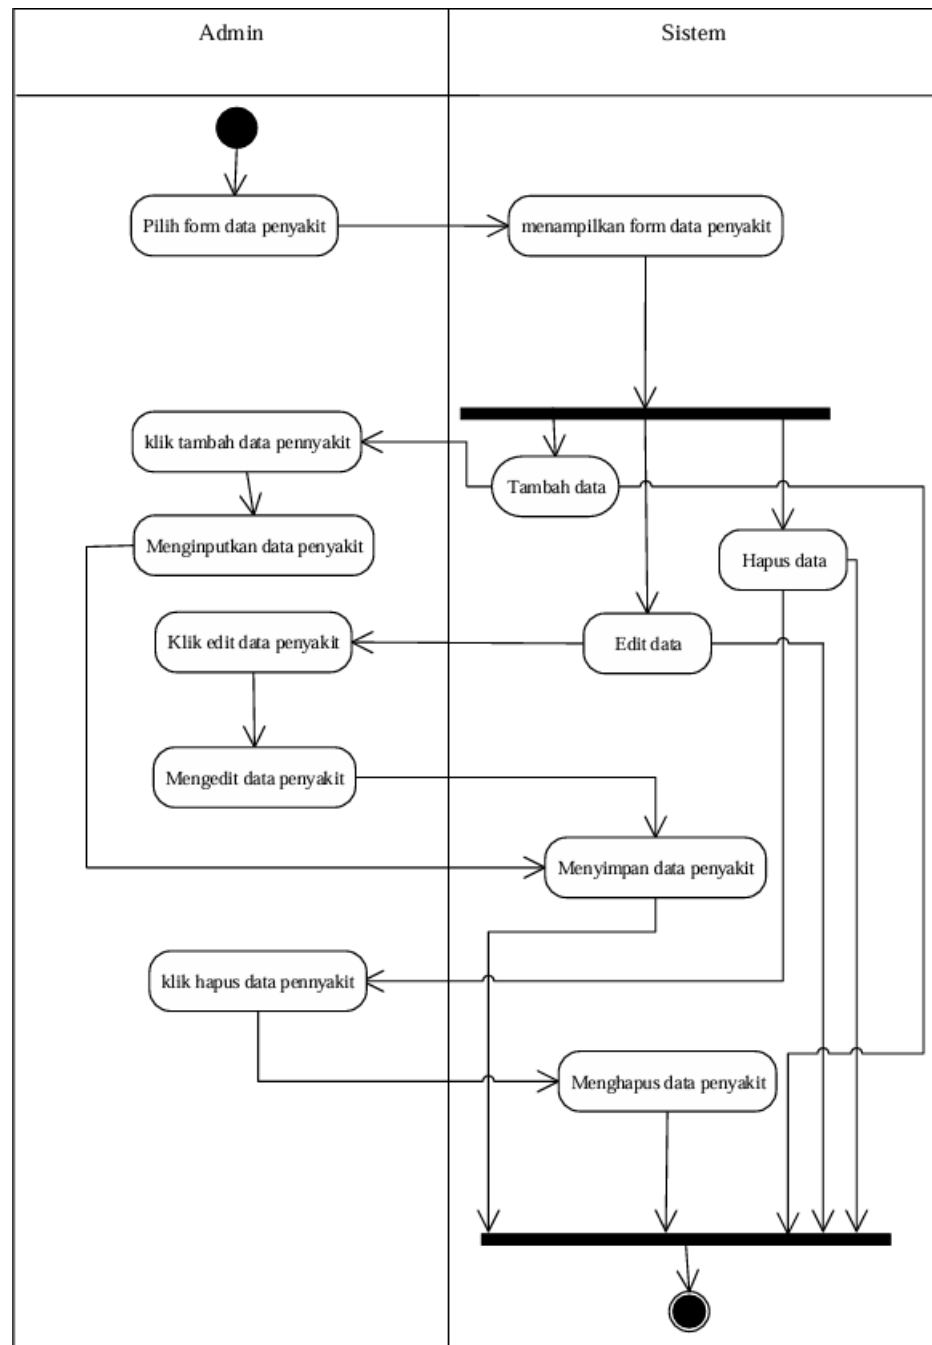 Admin
Sistem
Pilih form data penyakit
menampilkan form data penyakit
klik tambah data pennyakit
Tambah data
Menginputkan data penyakit
Hapus data
Klik edit data penyakit
Edit data
Mengedit data penyakit
Menyimpan data penyakit
klik hapus data pennyakit
Menghapus data penyakit